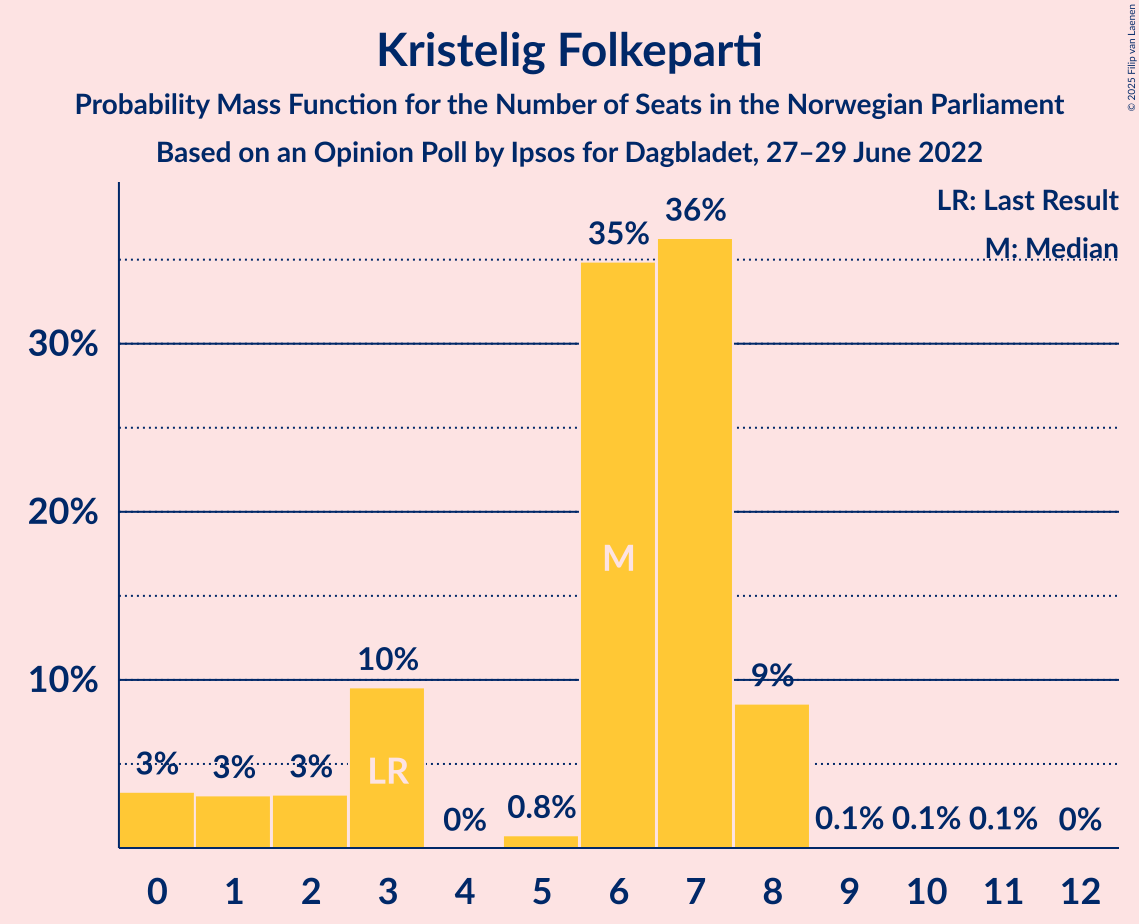 Kristelig Folkeparti
Probability Mass Function for the Number of Seats in the Norwegian Parliament
Based on an Opinion Poll by Ipsos for Dagbladet, 27–29 June 2022
© 2025 Filip van Laenen
LR: Last Result
M: Median
36%
35%
30%
20%
M
10%
10%
9%
3%
3%
3%
LR
0%
0.8%
0.1%
0.1%
0.1%
0%
0 1 2 3 4 5 6 7 8 9 10 11 12